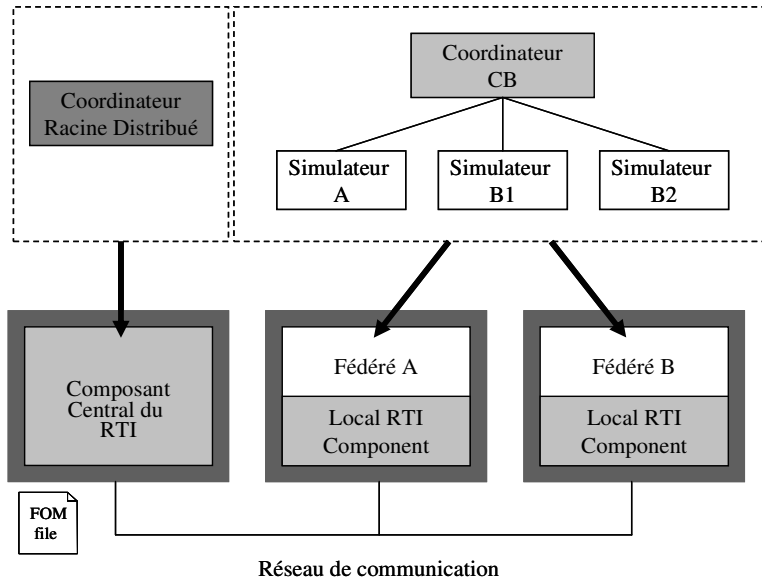 Coordinateur
Racine Distribué
Coordinateur
CB
Simulateur
A
Simulateur
B1
Simulateur
B2
Composant
Central du
RTI
Fédéré A
Local RTI
Component
Fédéré B
Local RTI
Component
FOM
file
Réseau de communication